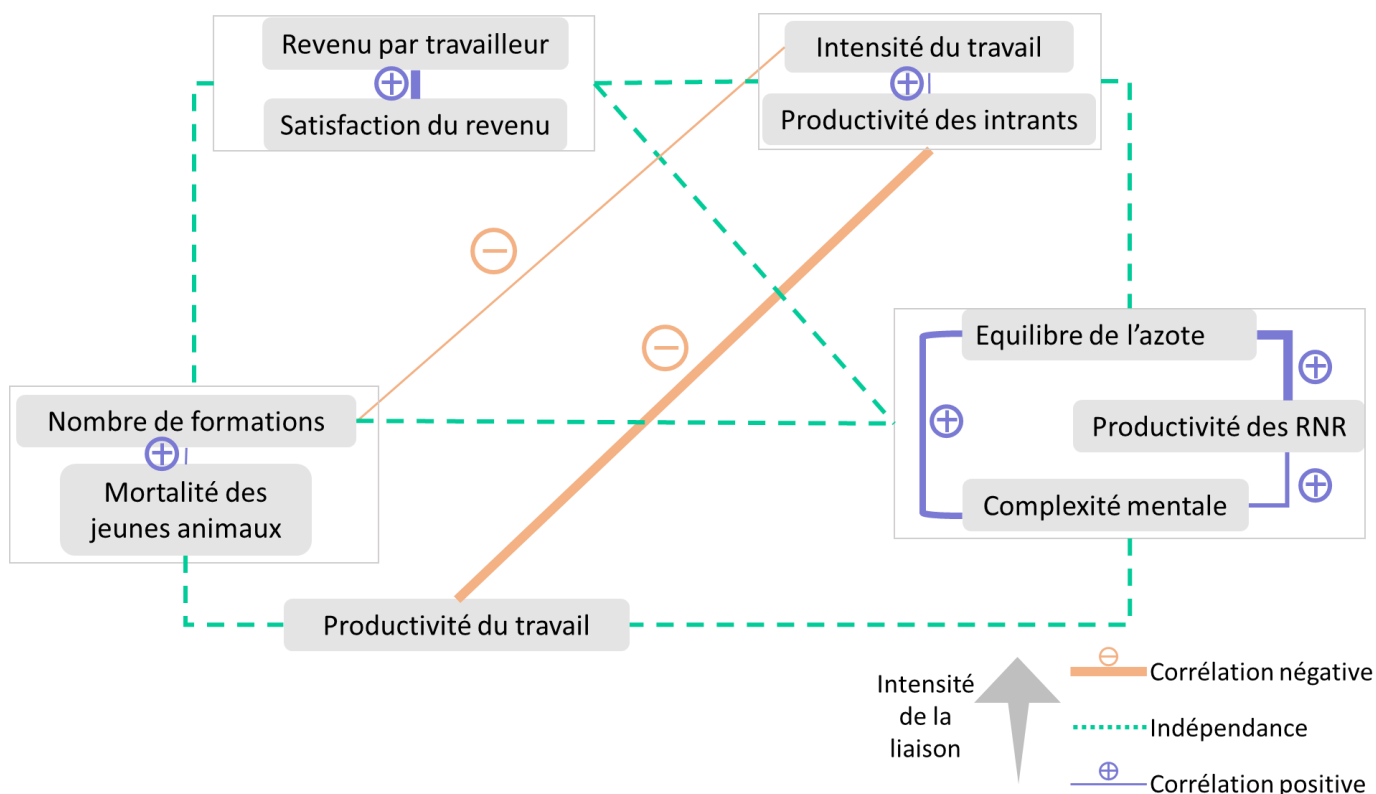 Revenu par travailleur
Satisfaction du revenu
Intensité du travail
Productivité des intrants
Equilibre de l’azote
Productivité des RNR
Complexité mentale
Nombre de formations
Mortalité des
jeunes animaux
Productivité du travail
Intensité
de la
liaison
Corrélation négative
Indépendance
Corrélation positive